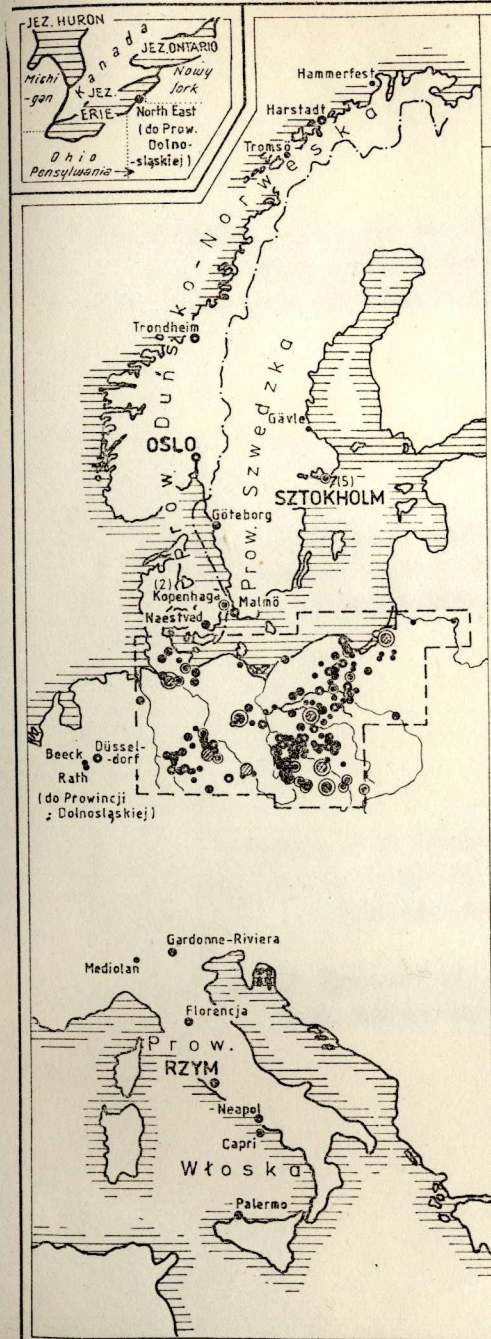 JEZ. HURON
Kanada
JEZ. ONTARIO
Michi
-gan
Nowy
Jork
JEZ.
ERIE
North East
(do Prow.
Dolno-
-śląskiej)
Ohio
Pensylwania
Hammerfest
Harstadt
Tromsö
Prow. Duńsko-Norweska
Trondheim
Prow. Szwedzka
Gävle
OSLO
(5)
SZTOKHOLM
Göteborg
(2)
Kopenhaga
Malmö
Naestved
Beeck
Düssel-
-dorf
Rath
(do Prowincji
Dolnośląskiej)
Gardonne-Riviera
Mediolan
Florencja
Prow.
RZYM
Neapol
Capri
Włoska
Palermo